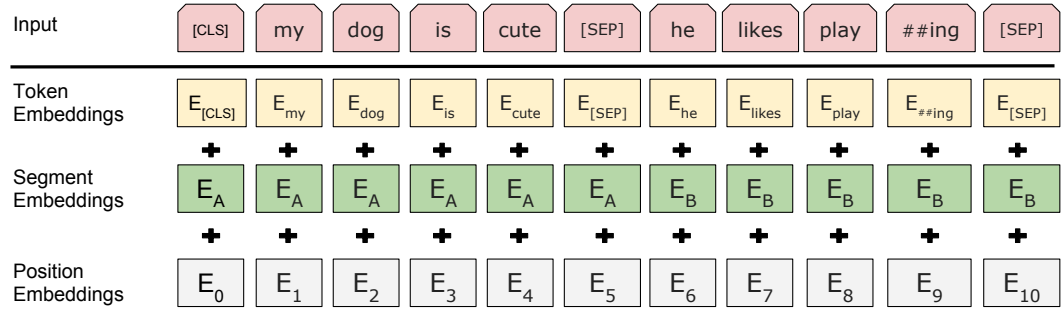 Input [CLS] my dog is cute [SEP] he likes play ##ing [SEP]
Token
Embeddings E[CLS] Emy Edog Eis Ecute E[SEP] Ehe Elikes Eplay E##ing E[SEP]
+ + + + + + + + + + +
Segment
Embeddings EA EA EA EA EA EA EB EB EB EB EB
+ + + + + + + + + + +
Position
Embeddings E0 E1 E2 E3 E4 E5 E6 E7 E8 E9 E10